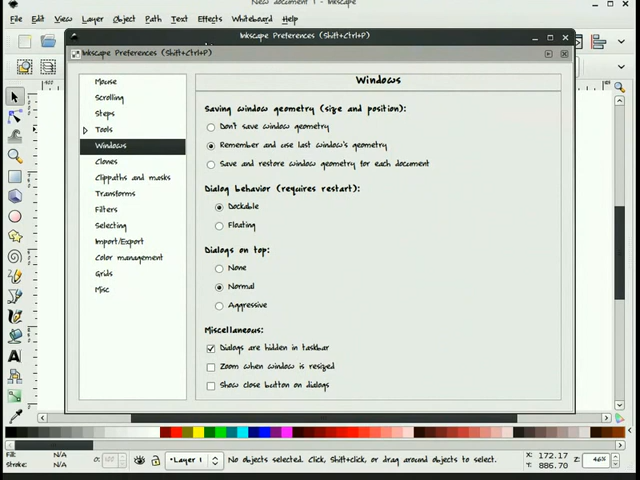 New document 1 - Inkscape
File Edit View Layer Object Path Text Effects Whiteboard Help
Inkscape Preferences (Shift+Ctrl+P)
Inkscape Preferences (Shift+Ctrl+P)
Mouse
Scrolling
Steps
Tools
Windows
Clones
Clippaths and masks
Transforms
Filters
Selecting
Import/Export
Color management
Grids
Misc
Windows
Saving window geometry (size and position):
Don't save window geometry
Remember and use last window's geometry
Save and restore window geometry for each document
Dialog behavior (requires restart):
Dockable
Floating
Dialogs on top:
None
Normal
Aggressive
Miscellaneous:
Dialogs are hidden in taskbar
Zoom when window is resized
Show close button on dialogs
Fill: N/A
Stroke: N/A
O: 100
•Layer 1
No objects selected. Click, Shift+click, or drag around objects to select.
X: 172.17
Y: 886.70
Z: 46%